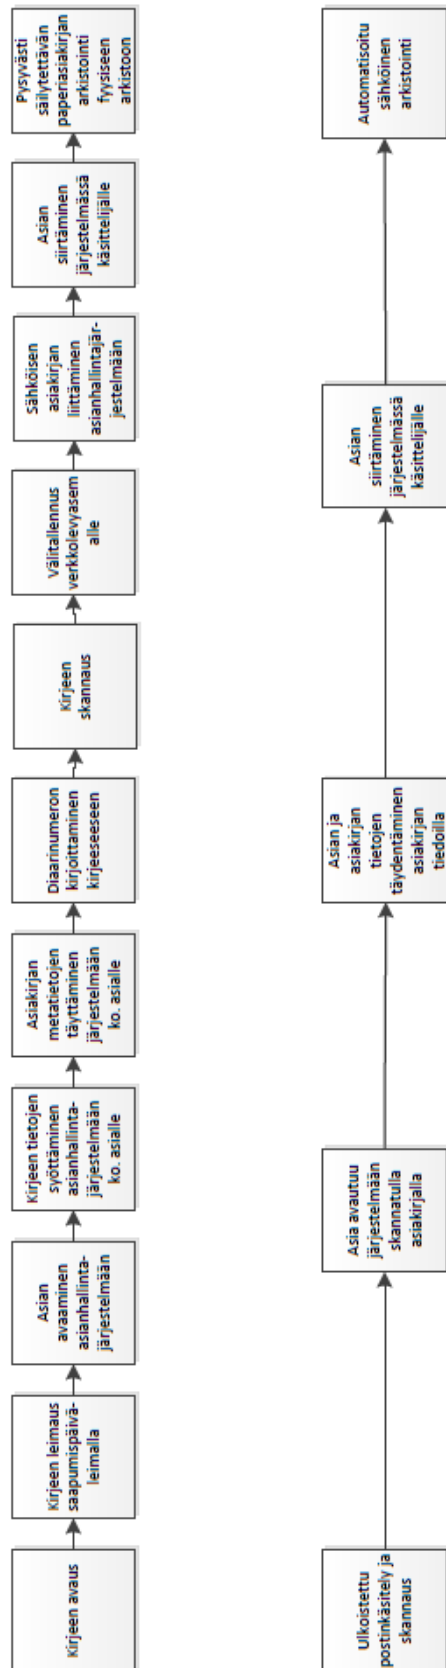 Kirjeen avaus
Kirjeen leimaus
saapumispäivä-
leimalla
Asian
avaaminen
asianhallinta-
järjestelmään
Kirjeen tietojen
syöttäminen
asianhallinta-
järjestelmään
ko. asialle
Asiakirjan
metatietojen
täyttäminen
järjestelmään
ko. asialle
Diaarinumeron
kirjoittaminen
kirjeeseeseen
Kirjeen
skannaus
Välitallennus
verkkolevyasem
alle
Sähköisen
asiakirjan
liittäminen
asianhallintajär-
jestelmään
Asian
siirtäminen
järjestelmässä
käsittelijälle
Pysyvästi
säilytettävän
paperiasiakirjan
arkistointi
fyysiseen
arkistoon
Ulkoistettu
postinkäsitely ja
skannaus
Asia avautuu
järjestelmään
skannatulla
asiakirjalla
Asian ja
asiakirjan
tietojen
täydentäminen
asiakirjan
tiedoilla
Asian
siirtäminen
järjestelmässä
käsittelijälle
Automatisoitu
sähköinen
arkistointi